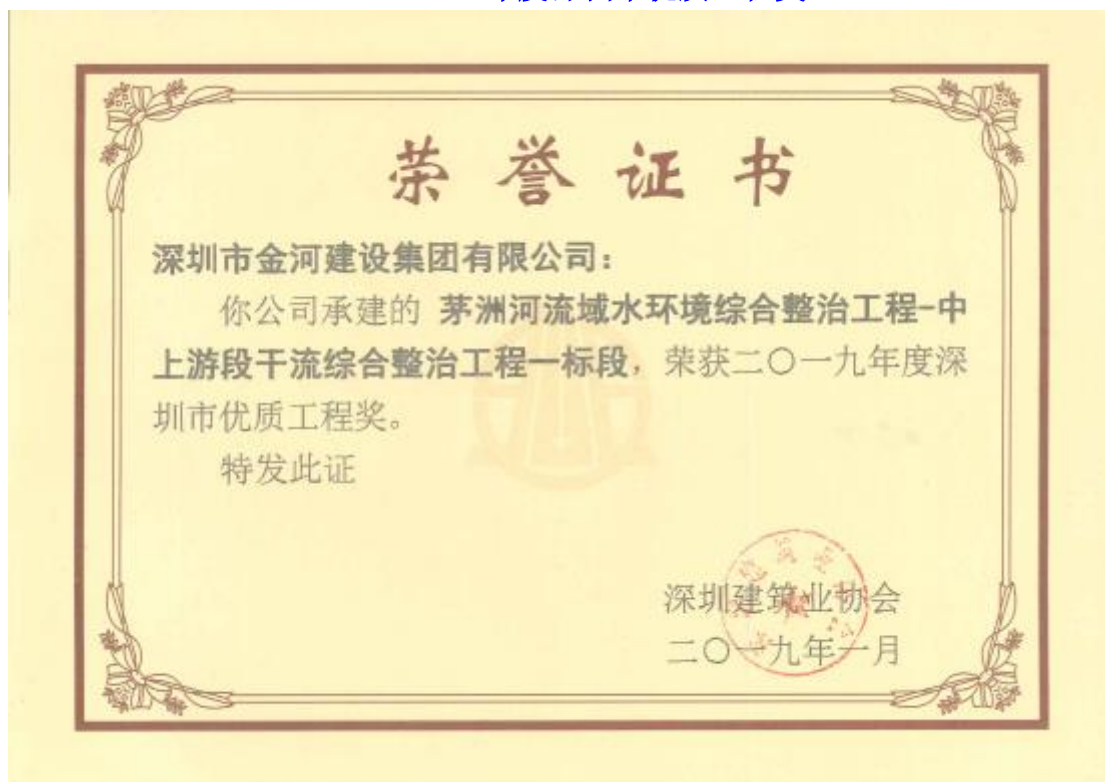 荣誉证书
深圳市金河建设集团有限公司：
你公司承建的 茅洲河流域水环境综合整治工程-中
上游段干流综合整治工程一标段，荣获二〇一九年度深
圳市优质工程奖。
特发此证
深圳建筑业协会
二〇一九年一月